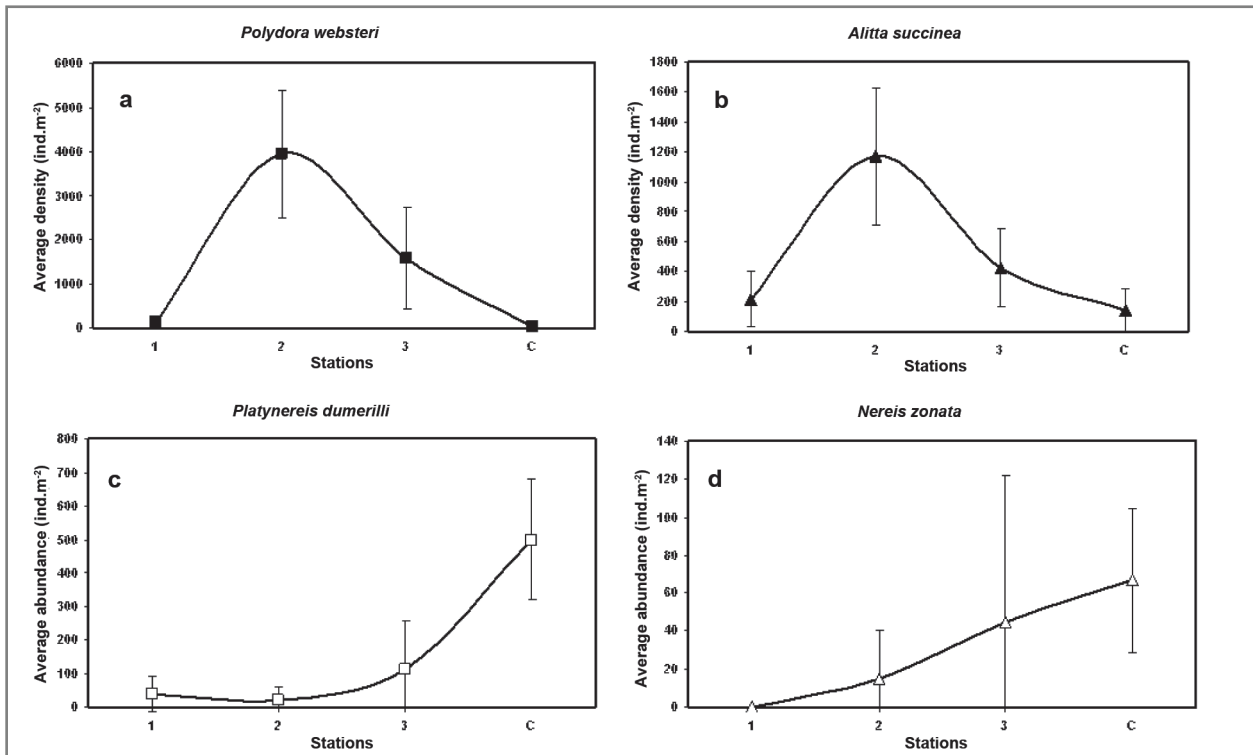 Polydora websteri
a
Average density (ind.m-2)
6000
5000
4000
3000
2000
1000
0
1 2 3 C
Stations
Alitta succinea
b
Average density (ind.m-2)
1800
1600
1400
1200
1000
800
600
400
200
0
1 2 3 C
Stations
Platynereis dumerilli
c
Average abundance (ind.m-2)
800
700
600
500
400
300
200
100
0
1 2 3 C
Stations
Nereis zonata
d
Average abundance (ind.m-2)
140
120
100
80
60
40
20
0
1 2 3 C
Stations